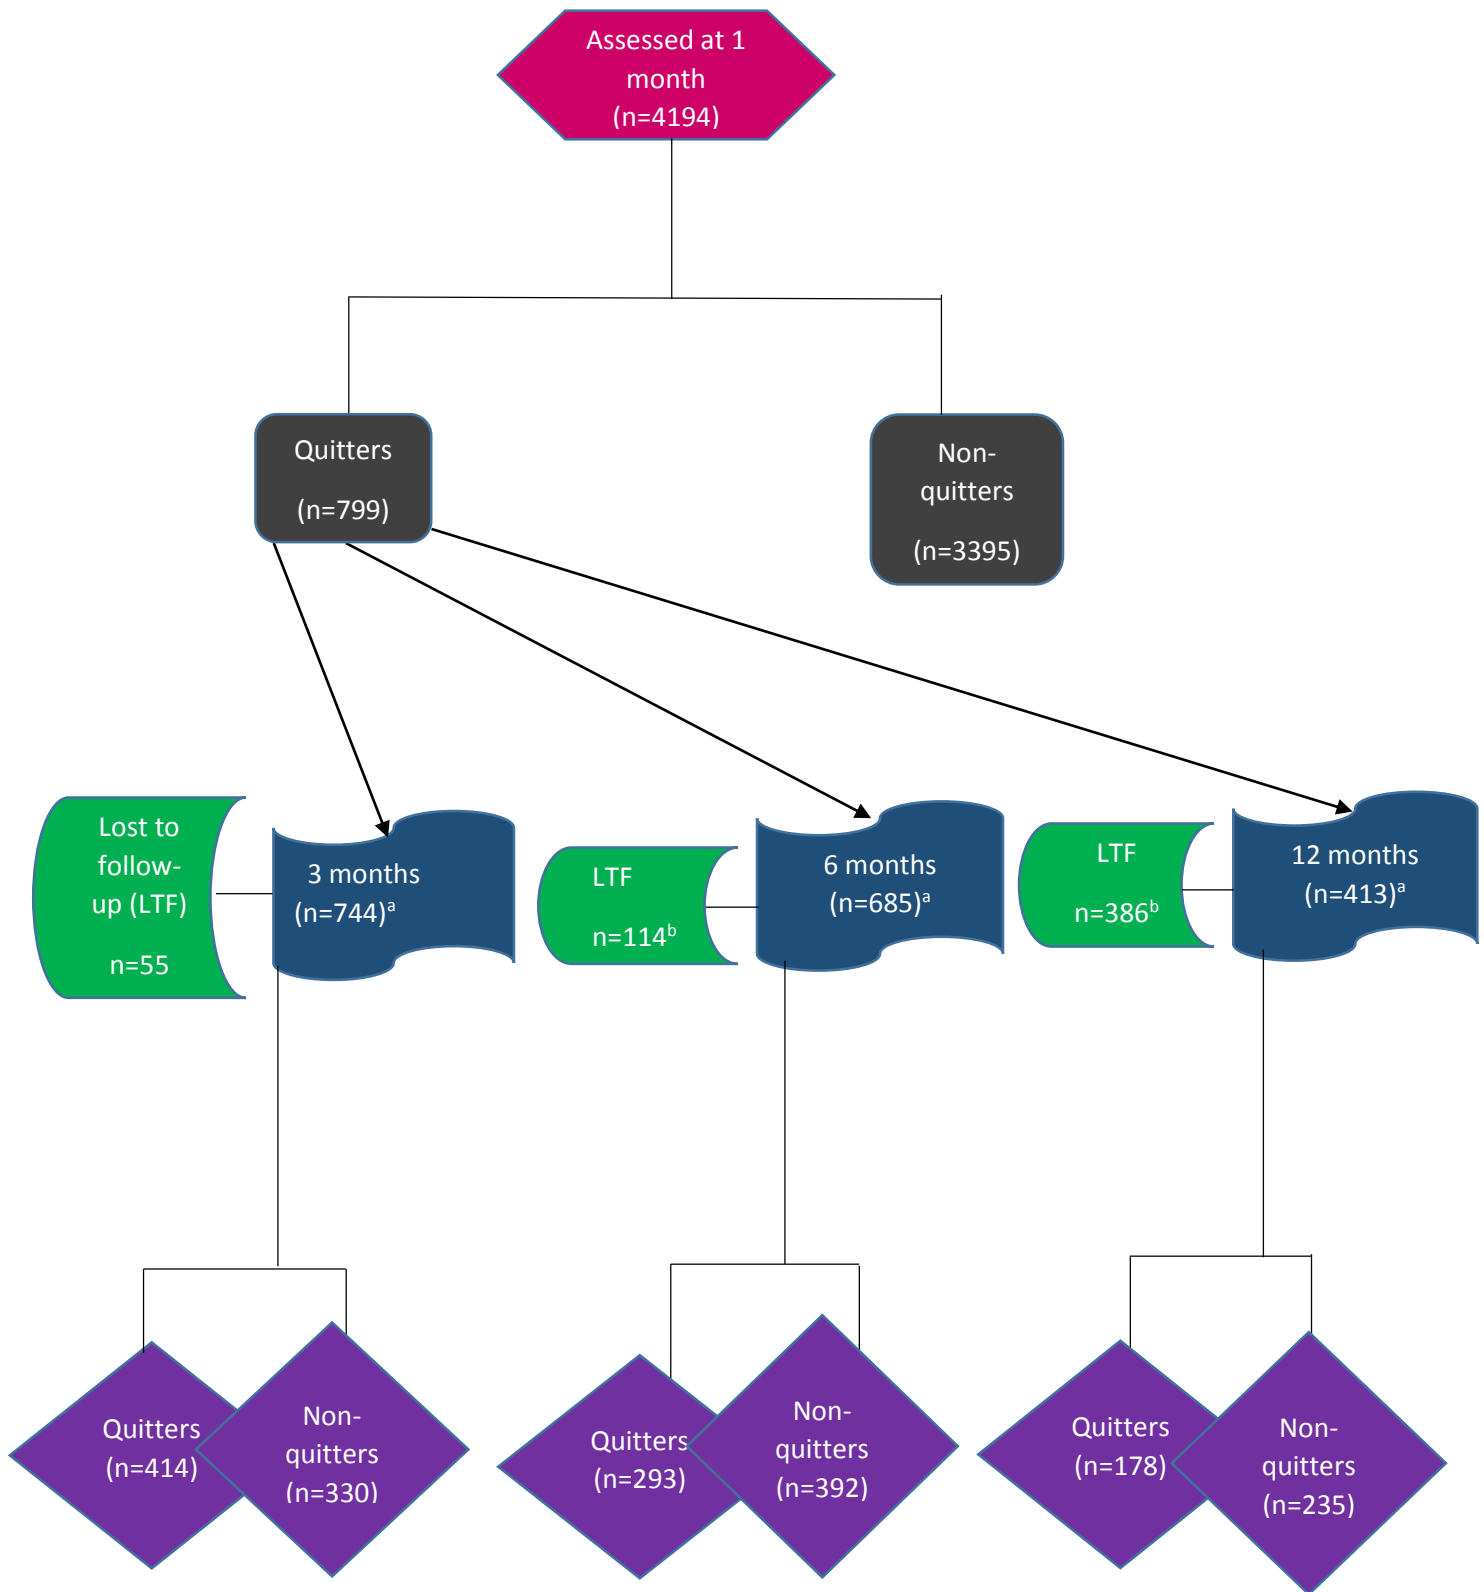 Assessed at 1
month
(n=4194)
Quitters
(n=799)
Non-
quitters
(n=3395)
Lost to
follow-
up (LTF)
n=55
3 months
(n=744)ᵃ
LTF
n=114ᵇ
6 months
(n=685)ᵃ
LTF
n=386ᵇ
12 months
(n=413)ᵃ
Quitters
(n=414)
Non-
quitters
(n=330)
Quitters
(n=293)
Non-
quitters
(n=392)
Quitters
(n=178)
Non-
quitters
(n=235)